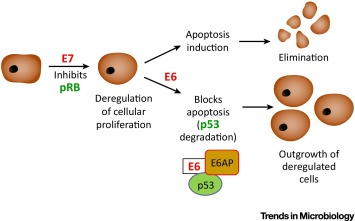 E7
Inhibits
pRB
Deregulation
of cellular
proliferation
Apoptosis
induction
Elimination
E6
Blocks
apoptosis
(p53
degradation)
E6
E6AP
p53
Outgrowth of
deregulated
cells
Trends in Microbiology